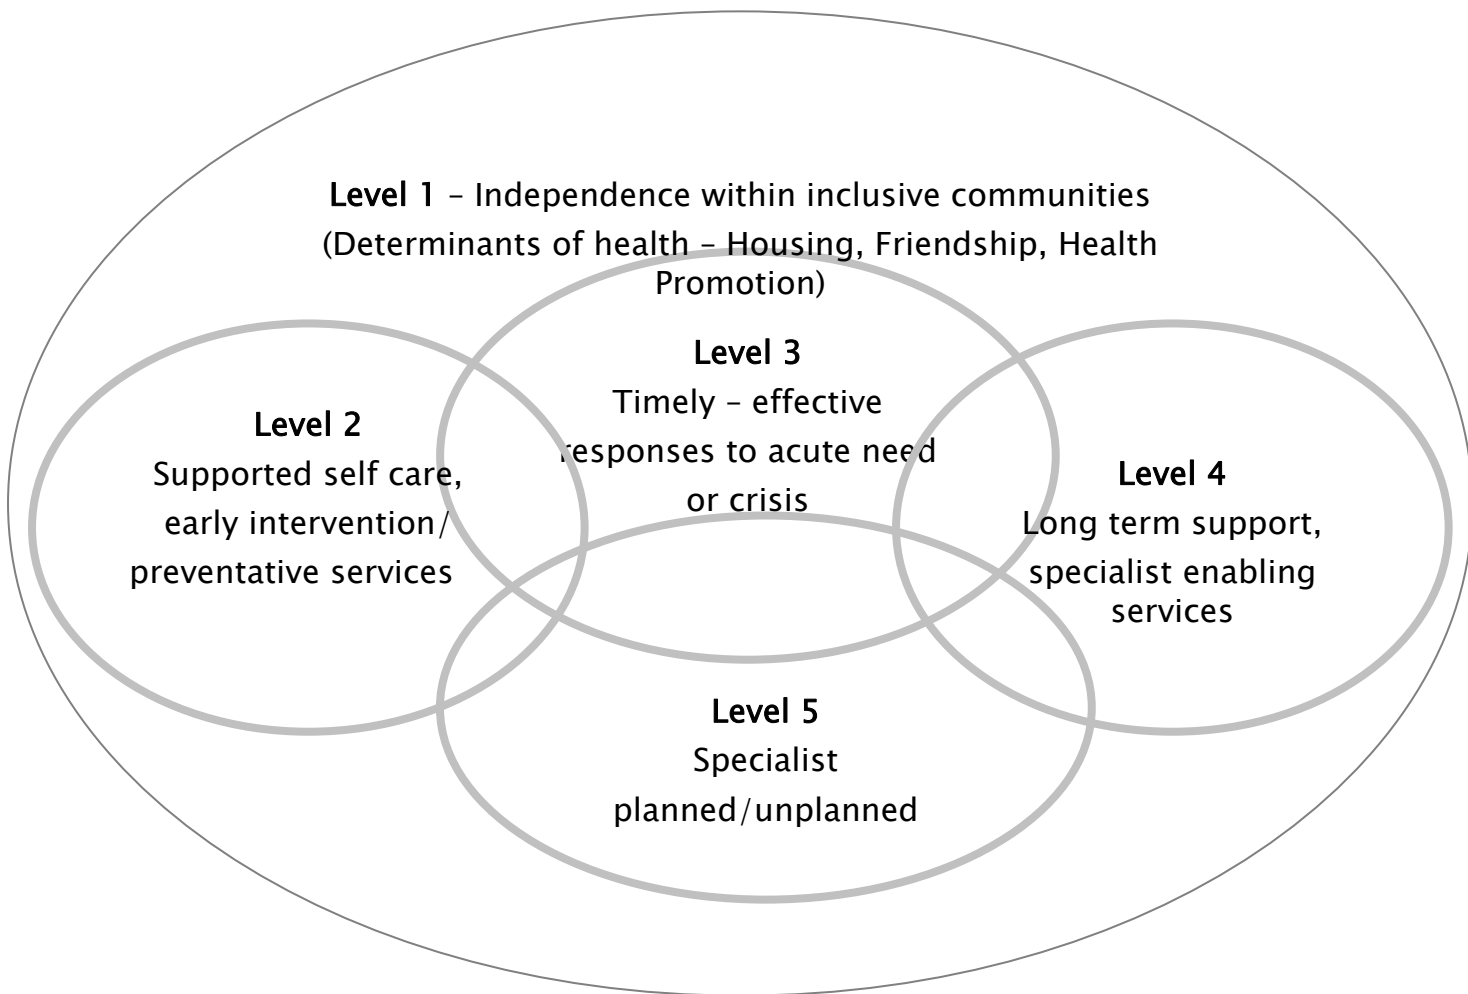 Level 1 – Independence within inclusive communities
(Determinants of health – Housing, Friendship, Health
Promotion)
Level 2
Supported self care,
early intervention/
preventative services
Level 3
Timely – effective
responses to acute need
or crisis
Level 4
Long term support,
specialist enabling
services
Level 5
Specialist
planned/unplanned